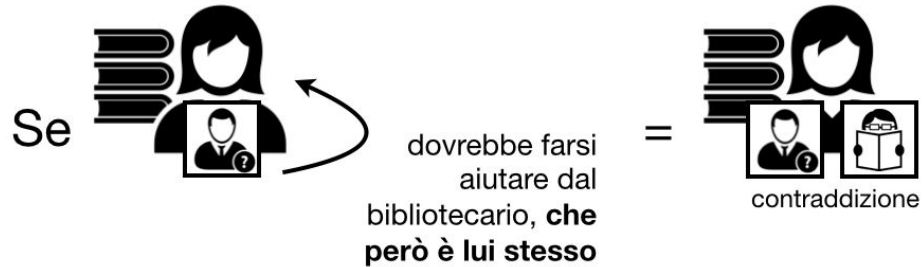 Se
dovrebbe farsi
aiutare dal
bibliotecario, che
però è lui stesso
=
?
?
contraddizione